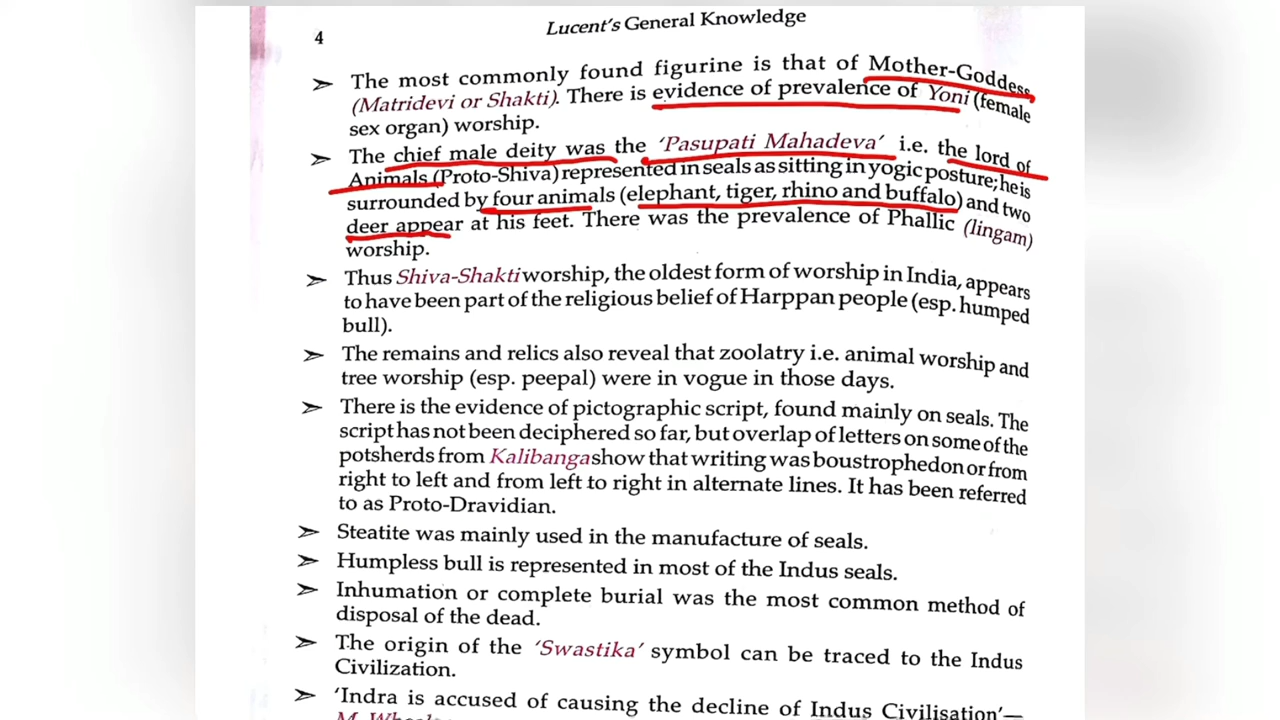 4
Lucent's General Knowledge
➢ The most commonly found figurine is that of Mother-Goddess
(Matridevi or Shakti). There is evidence of prevalence of Yoni (female
sex organ) worship.
➢ The chief male deity was the 'Pasupati Mahadeva' i.e. the lord of
Animals (Proto-Shiva) represented in seals as sitting in yogic posture; he is
surrounded by four animals (elephant, tiger, rhino and buffalo) and two
deer appear at his feet. There was the prevalence of Phallic (lingam)
worship.
➢ Thus Shiva-Shakti worship, the oldest form of worship in India, appears
to have been part of the religious belief of Harppan people (esp. humped
bull).
➢ The remains and relics also reveal that zoolatry i.e. animal worship and
tree worship (esp. peepal) were in vogue in those days.
➢ There is the evidence of pictographic script, found mainly on seals. The
script has not been deciphered so far, but overlap of letters on some of the
potsherds from Kalibanga show that writing was boustrophedon or from
right to left and from left to right in alternate lines. It has been referred
to as Proto-Dravidian.
➢ Steatite was mainly used in the manufacture of seals.
➢ Humpless bull is represented in most of the Indus seals.
➢ Inhumation or complete burial was the most common method of
disposal of the dead.
➢ The origin of the 'Swastika' symbol can be traced to the Indus
Civilization.
➢ 'Indra is accused of causing the decline of Indus Civilisation'—
M.